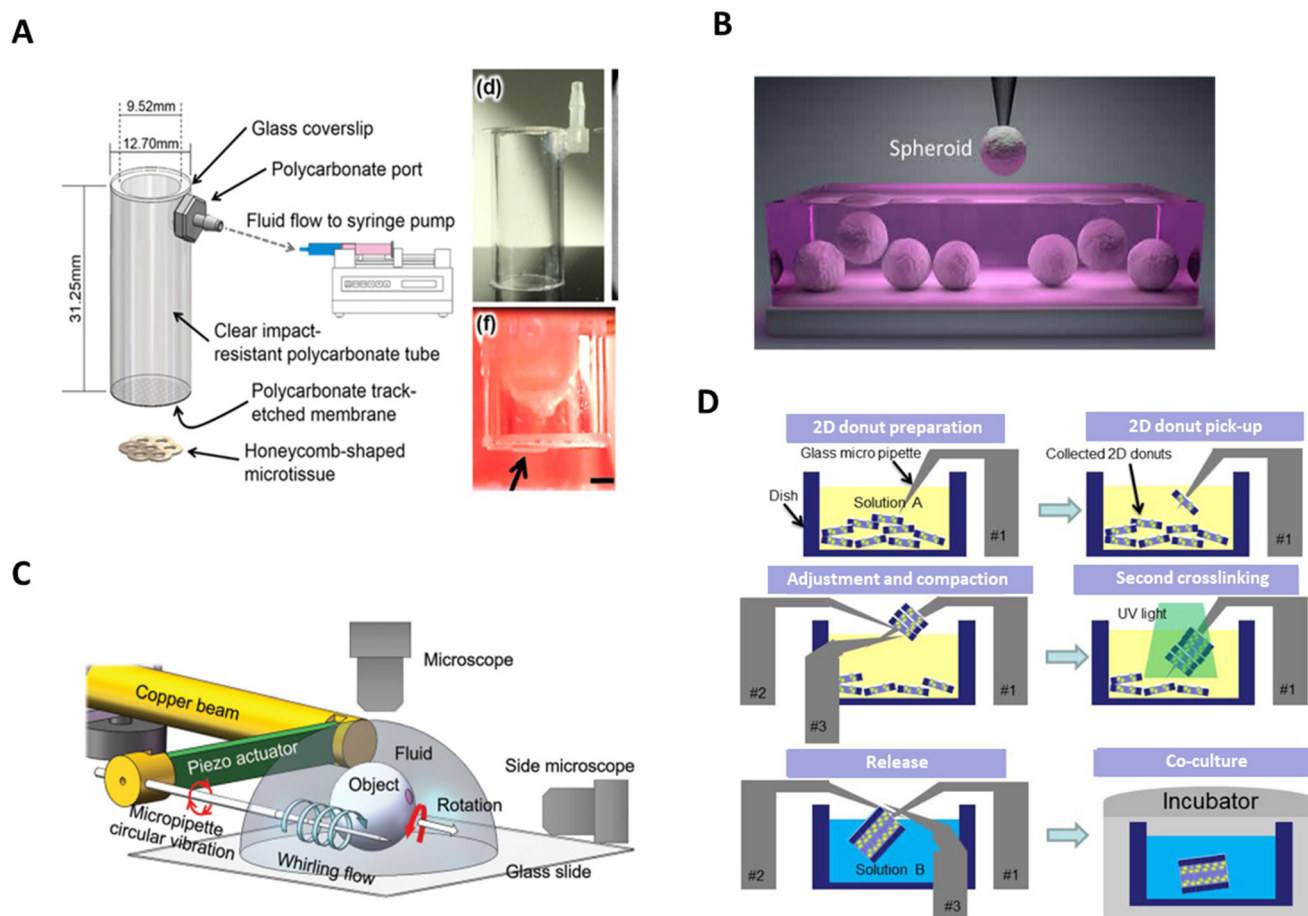 A
9.52mm
12.70mm
31.25mm
Glass coverslip
Polycarbonate port
Fluid flow to syringe pump
Clear impact-
resistant polycarbonate tube
Polycarbonate track-
etched membrane
Honeycomb-shaped
microtissue
(d)
(f)
B
Spheroid
C
Microscope
Copper beam
Piezo actuator
Fluid
Object
Side microscope
Rotation
Micropipette
circular vibration
Whirling flow
Glass slide
D
2D donut preparation
2D donut pick-up
Glass micro pipette
Collected 2D donuts
Dish
Solution A
#1
#1
Adjustment and compaction
Second crosslinking
UV light
#2
#3
#1
#1
Release
Co-culture
Incubator
Solution B
#2
#3
#1